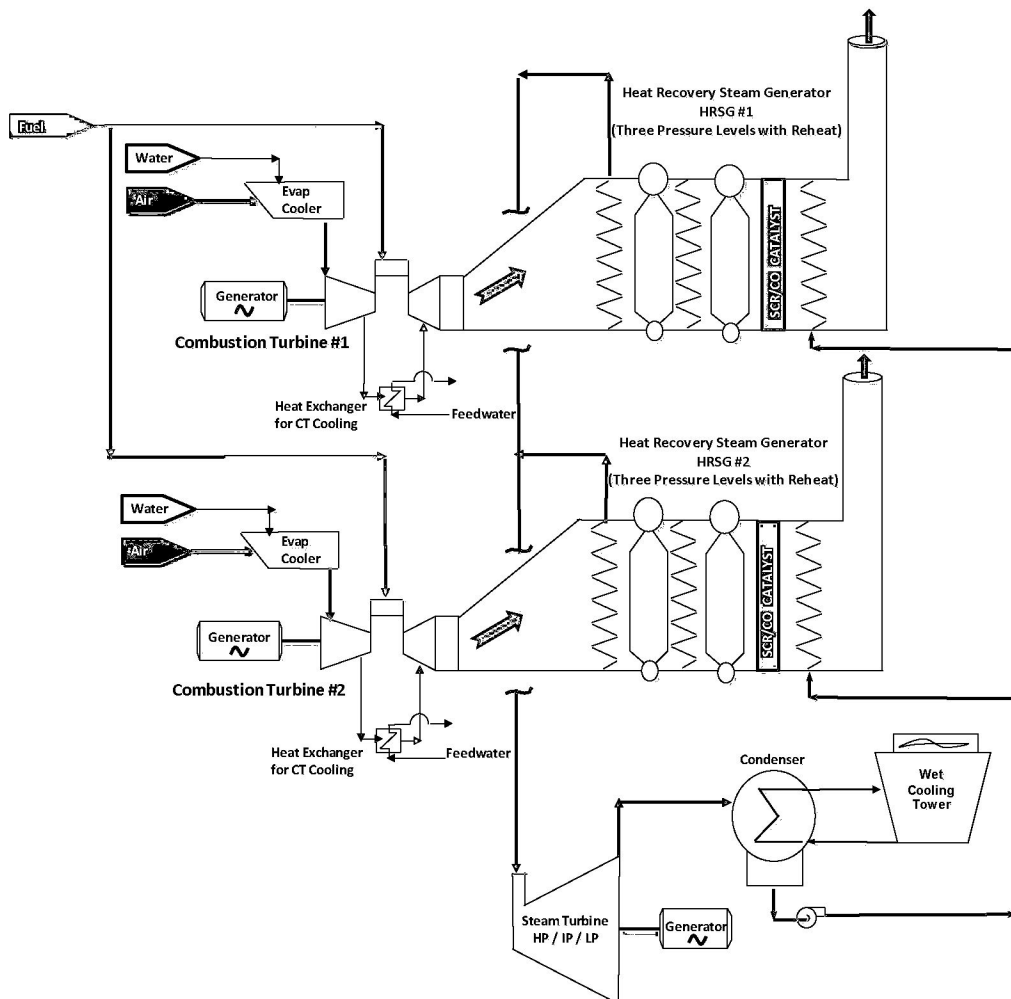 Heat Recovery Steam Generator
HRSG #1
(Three Pressure Levels with Reheat)
Fuel
Water
Air
Evap
Cooler
Generator
Combustion Turbine #1
SCR/CO CATALYST
Heat Exchanger
for CT Cooling
Feedwater
Heat Recovery Steam Generator
HRSG #2
(Three Pressure Levels with Reheat)
Water
Air
Evap
Cooler
Generator
Combustion Turbine #2
SCR/CO CATALYST
Heat Exchanger
for CT Cooling
Feedwater
Condenser
Wet
Cooling
Tower
Steam Turbine
HP / IP / LP
Generator